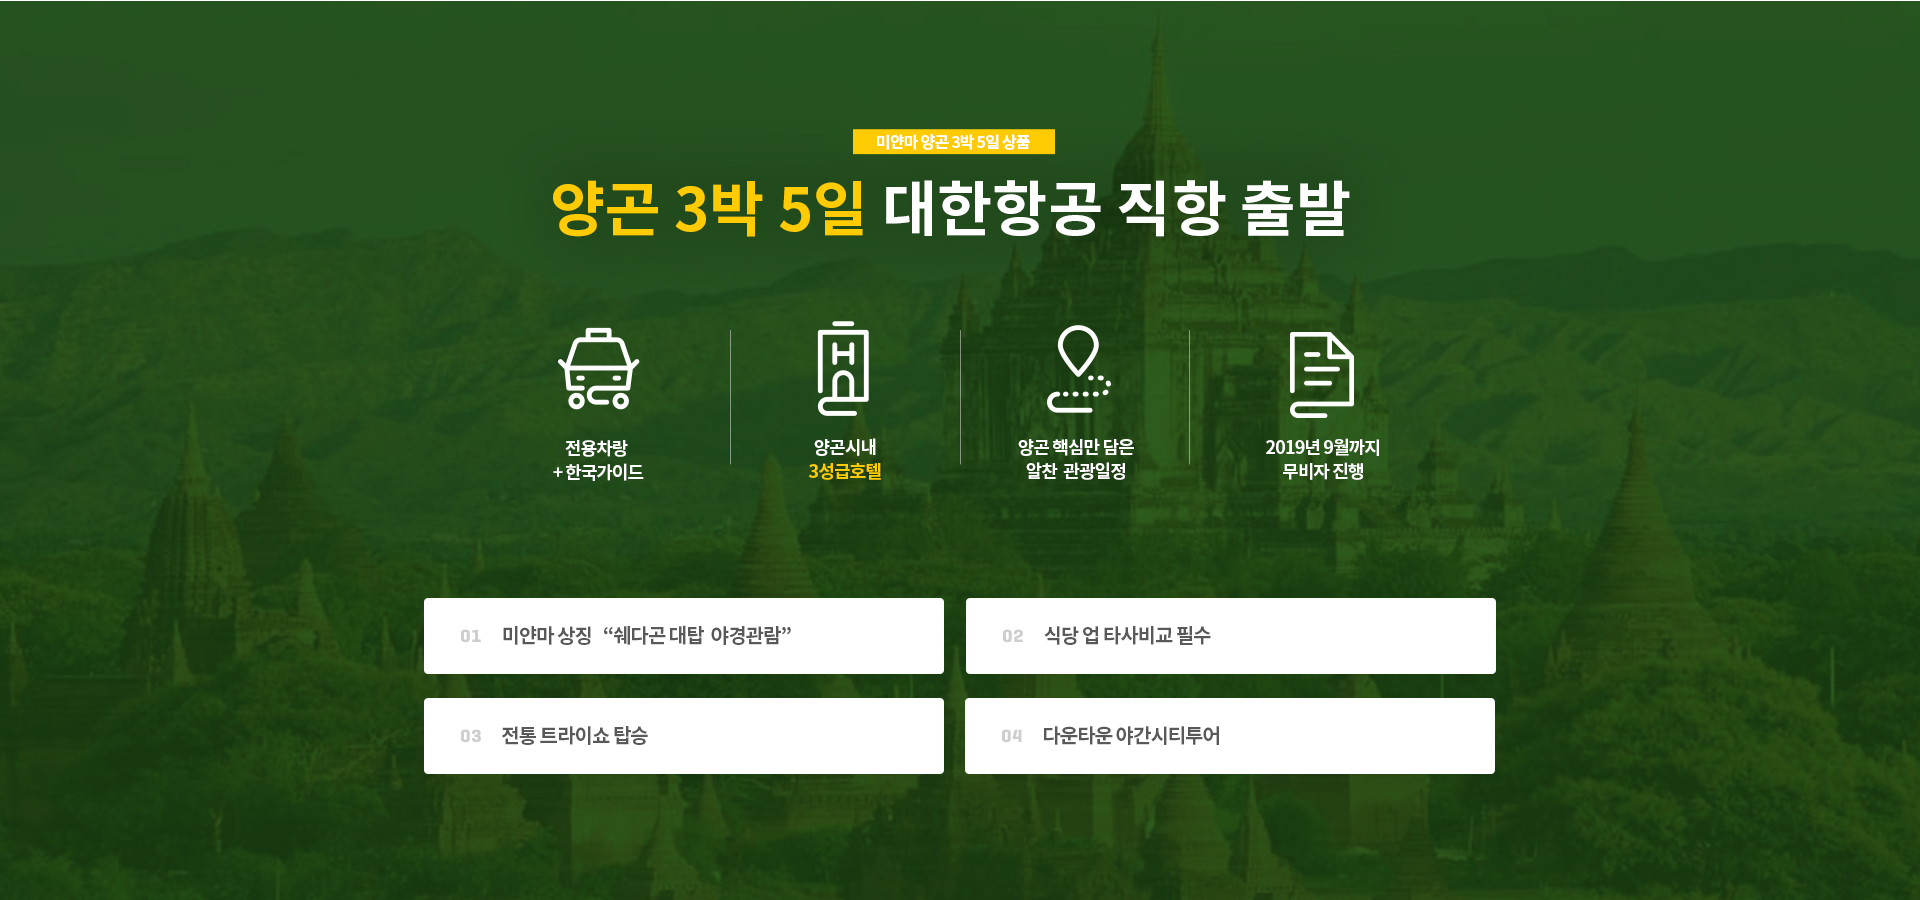 미얀마 양곤 3박 5일 상품
양곤 3박 5일 대한항공 직항 출발
전용차량
+ 한국가이드
양곤시내
3성급호텔
양곤 핵심만 담은
알찬 관광일정
2019년 9월까지
무비자 진행
01 미얀마 상징 “쉐다곤 대탑 야경관람”
02 식당 업 타사비교 필수
03 전통 트라이쇼 탑승
04 다운타운 야간시티투어